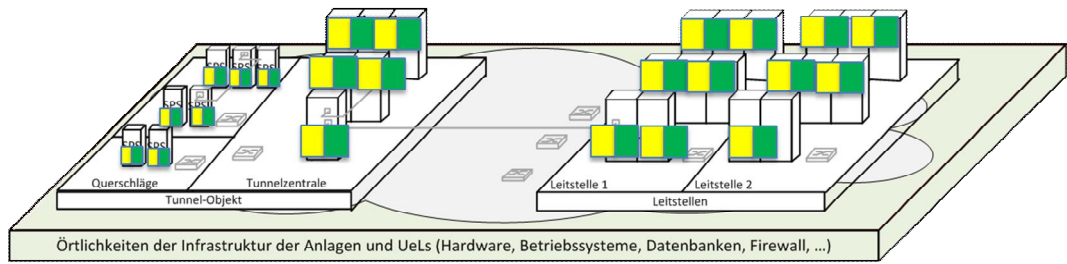 SPS
SPS
SPS
SPS
SPS
SPS
SPS
Querschläge
Tunnelzentrale
Leitstelle 1
Leitstelle 2
Tunnel-Objekt
Leitstellen
Örtlichkeiten der Infrastruktur der Anlagen und UeLs (Hardware, Betriebssysteme, Datenbanken, Firewall, ...)